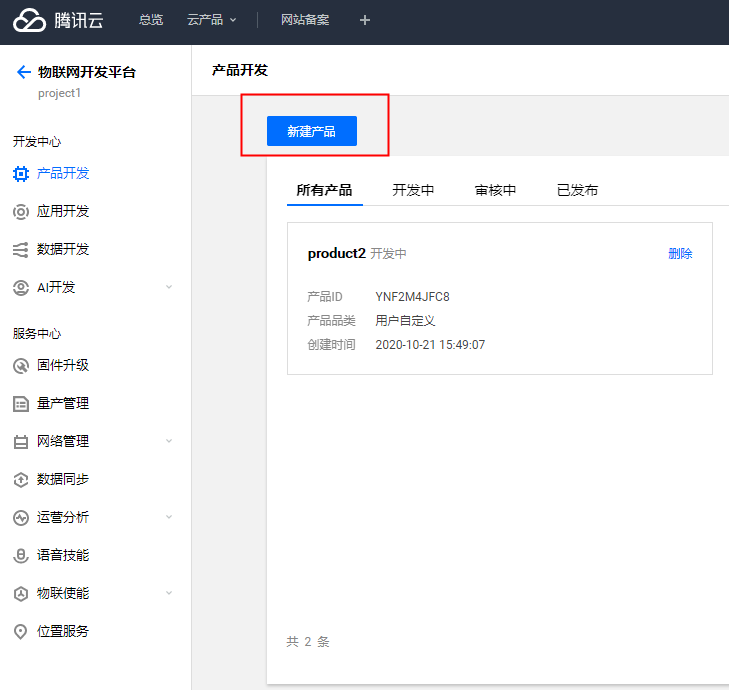 腾讯云 总览 云产品 网站备案 +
物联网开发平台
project1
开发中心
产品开发
应用开发
数据开发
AI开发
服务中心
固件升级
量产管理
网络管理
数据同步
运营分析
语音技能
物联使能
位置服务
产品开发
新建产品
所有产品 开发中 审核中 已发布
product2 开发中 删除
产品ID YNF2M4JFC8
产品品类 用户自定义
创建时间 2020-10-21 15:49:07
共 2 条